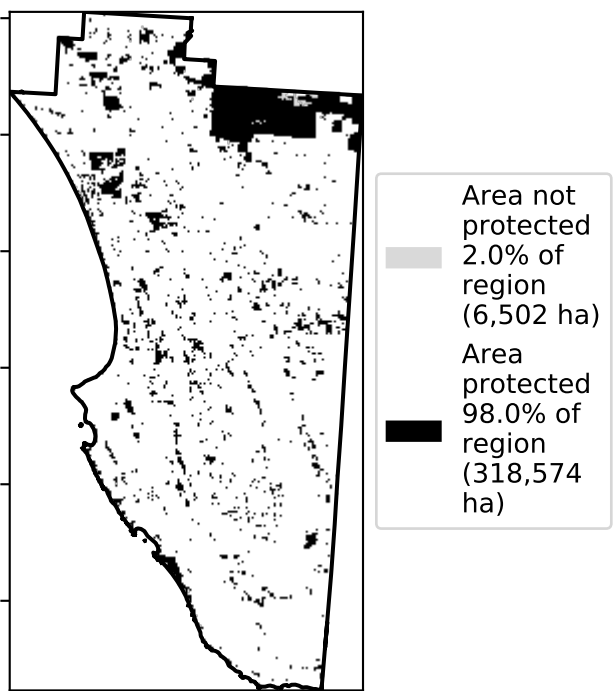 Area not
protected
2.0% of
region
(6,502 ha)
Area
protected
98.0% of
region
(318,574
ha)